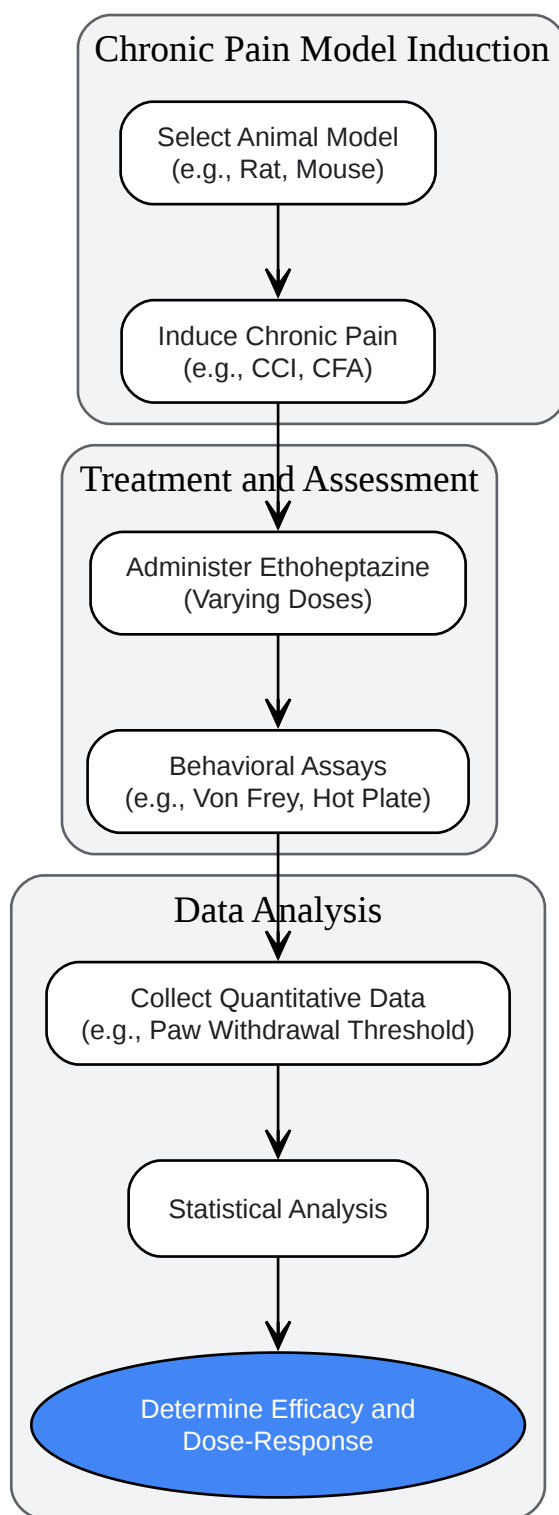 Chronic Pain Model Induction
Select Animal Model
(e.g., Rat, Mouse)
Induce Chronic Pain
(e.g., CCI, CFA)
Treatment and Assessment
Administer Ethoheptazine
(Varying Doses)
Behavioral Assays
(e.g., Von Frey, Hot Plate)
Data Analysis
Collect Quantitative Data
(e.g., Paw Withdrawal Threshold)
Statistical Analysis
Determine Efficacy and
Dose-Response